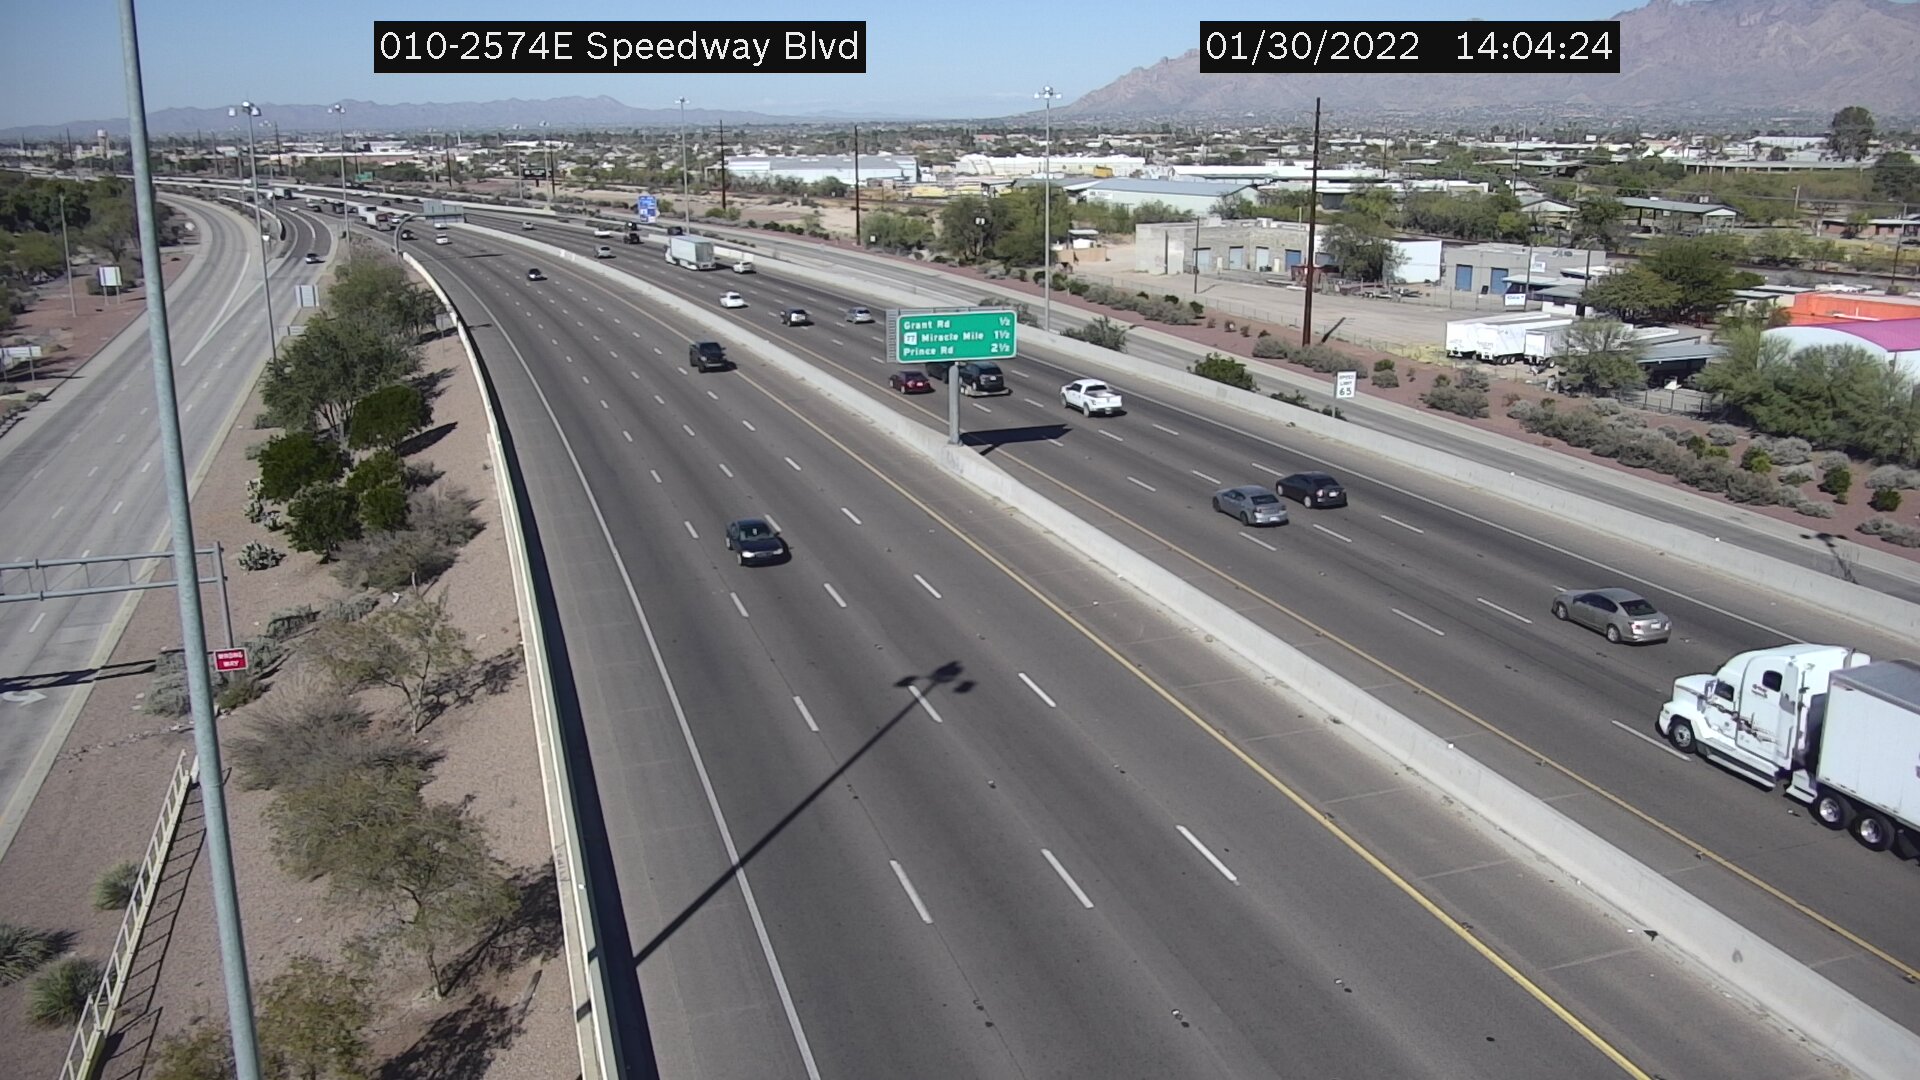 010-2574E Speedway Blvd
01/30/2022 14:04:24
Grant Rd ½
77 Miracle Mile 1½
Prince Rd 2½
SPEED
LIMIT
65
WRONG
WAY